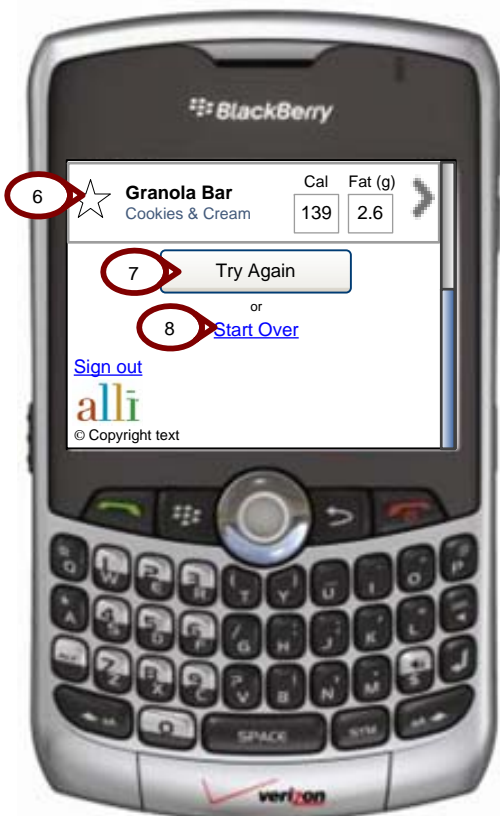 BlackBerry
Cal Fat (g)
6 Granola Bar 139 2.6
Cookies & Cream
7 Try Again
or
8 Start Over
Sign out
alli
© Copyright text
Q W E R T Y U I O P
A S D F G H J K L
Z X C V B N M $
SPACE SYM
verizon